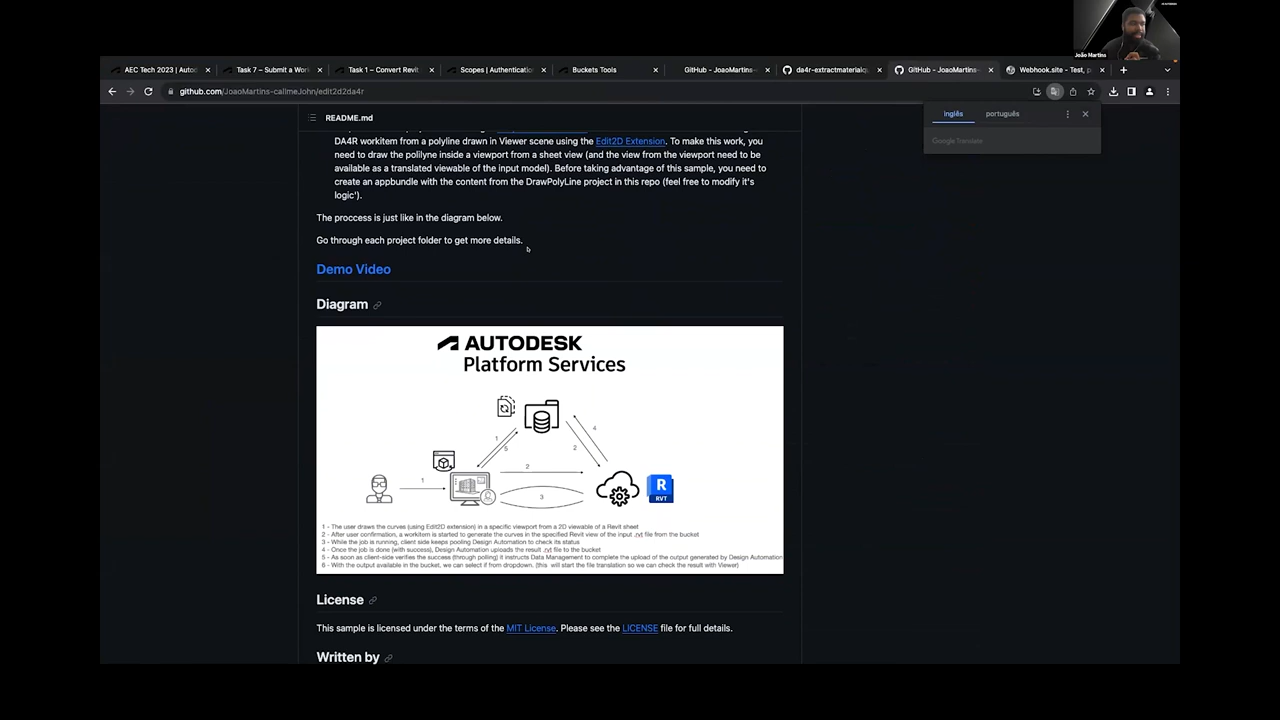 João Martins
AEC Tech 2023 | Autod
Task 7 – Submit a Wor
Task 1 – Convert Revit
Scopes | Authenticatio
Buckets Tools
GitHub - JoaoMartins-
da4r-extractmaterialq
GitHub - JoaoMartins-
Webhook.site - Test, p
github.com/JoaoMartins-callmeJohn/edit2d2da4r
inglês
português
Google Translate
README.md
DA4R workitem from a polyline drawn in Viewer scene using the Edit2D Extension. To make this work, you
need to draw the polilyne inside a viewport from a sheet view (and the view from the viewport need to be
available as a translated viewable of the input model). Before taking advantage of this sample, you need to
create an appbundle with the content from the DrawPolyLine project in this repo (feel free to modify it's
logic').
The proccess is just like in the diagram below.
Go through each project folder to get more details.
Demo Video
Diagram
AUTODESK
Platform Services
1
5
2
4
1
2
3
R
RVT
1 - The user draws the curves (using Edit2D extension) in a specific viewport from a 2D viewable of a Revit sheet
2 - After user confirmation, a workitem is started to generate the curves in the specified Revit view of the input .rvt file from the bucket
3 - While the job is running, client side keeps pooling Design Automation to check its status
4 - Once the job is done (with success), Design Automation uploads the result .rvt file to the bucket
5 - As soon as client-side verifies the success (through polling) it instructs Data Management to complete the upload of the output generated by Design Automation
6 - With the output available in the bucket, we can select if from dropdown. (this will start the file translation so we can check the result with Viewer)
License
This sample is licensed under the terms of the MIT License. Please see the LICENSE file for full details.
Written by